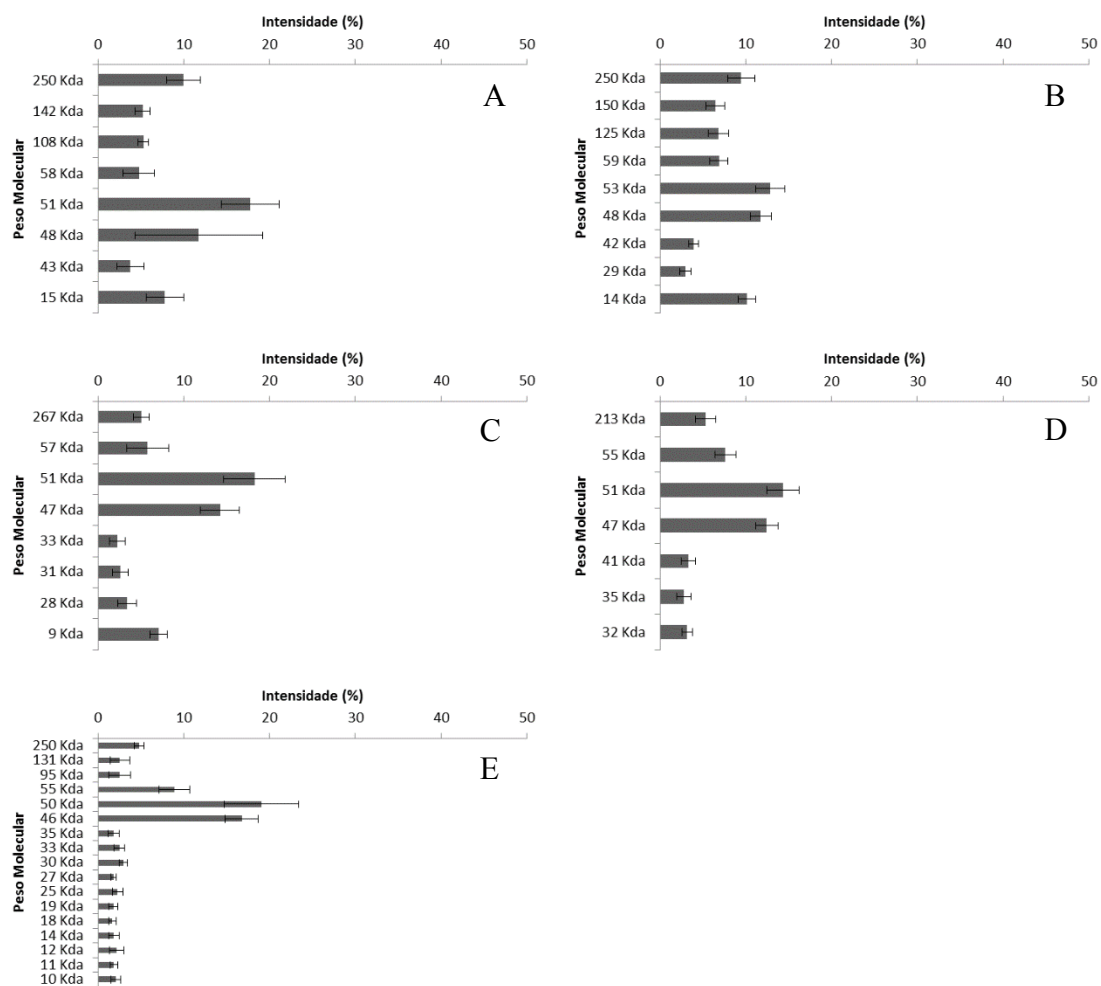 Intensidade (%)
0 10 20 30 40 50
Peso Molecular
250 Kda
142 Kda
108 Kda
58 Kda
51 Kda
48 Kda
43 Kda
15 Kda
A
Intensidade (%)
0 10 20 30 40 50
Peso Molecular
250 Kda
150 Kda
125 Kda
59 Kda
53 Kda
48 Kda
42 Kda
29 Kda
14 Kda
B
Intensidade (%)
0 10 20 30 40 50
Peso Molecular
267 Kda
57 Kda
51 Kda
47 Kda
33 Kda
31 Kda
28 Kda
9 Kda
C
Intensidade (%)
0 10 20 30 40 50
Peso Molecular
213 Kda
55 Kda
51 Kda
47 Kda
41 Kda
35 Kda
32 Kda
D
Intensidade (%)
0 10 20 30 40 50
Peso Molecular
250 Kda
131 Kda
95 Kda
55 Kda
50 Kda
46 Kda
35 Kda
33 Kda
30 Kda
27 Kda
25 Kda
19 Kda
18 Kda
14 Kda
12 Kda
11 Kda
10 Kda
E